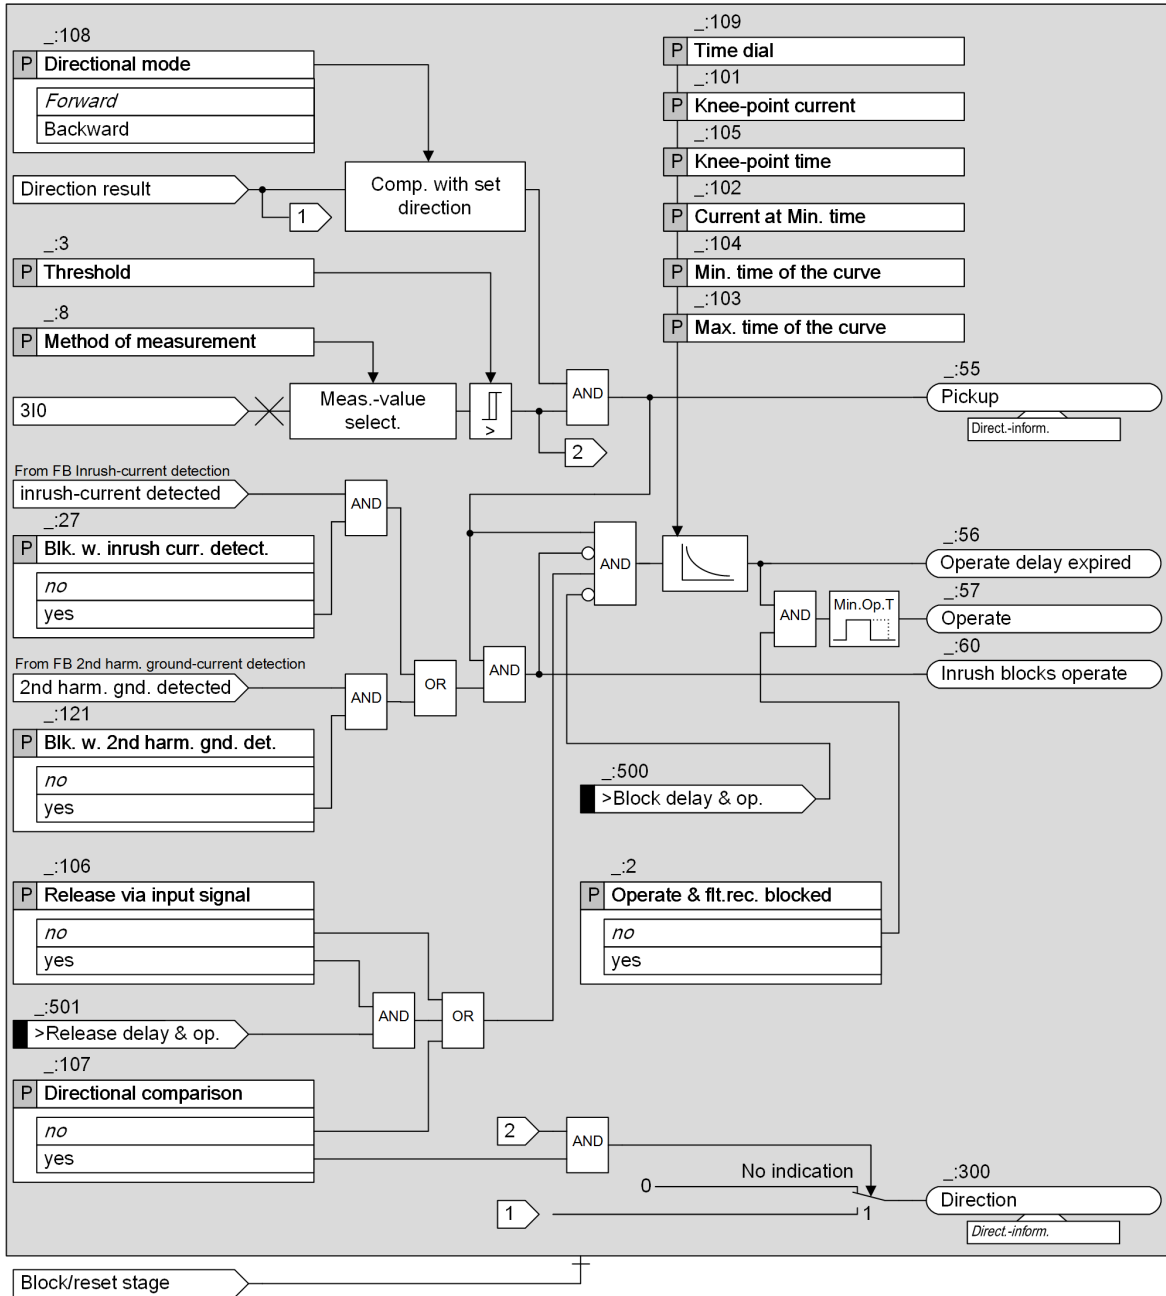 _:108
P Directional mode
Forward
Backward
Direction result
1
Comp. with set
direction
_:3
P Threshold
_:8
P Method of measurement
3I0
Meas.-value
select.
>
2
AND
_:109
P Time dial
_:101
P Knee-point current
_:105
P Knee-point time
_:102
P Current at Min. time
_:104
P Min. time of the curve
_:103
P Max. time of the curve
_:55
Pickup
Direct.-inform.
From FB Inrush-current detection
inrush-current detected
AND
_:27
P Blk. w. inrush curr. detect.
no
yes
AND
_:56
Operate delay expired
_:57
Operate
AND
Min.Op.T
_:60
Inrush blocks operate
From FB 2nd harm. ground-current detection
2nd harm. gnd. detected
AND
OR
AND
_:121
P Blk. w. 2nd harm. gnd. det.
no
yes
_:500
>Block delay & op.
_:106
P Release via input signal
no
yes
_:2
P Operate & flt.rec. blocked
no
yes
_:501
>Release delay & op.
AND
OR
_:107
P Directional comparison
no
yes
2
AND
No indication
0
1
1
_:300
Direction
Direct.-inform.
Block/reset stage